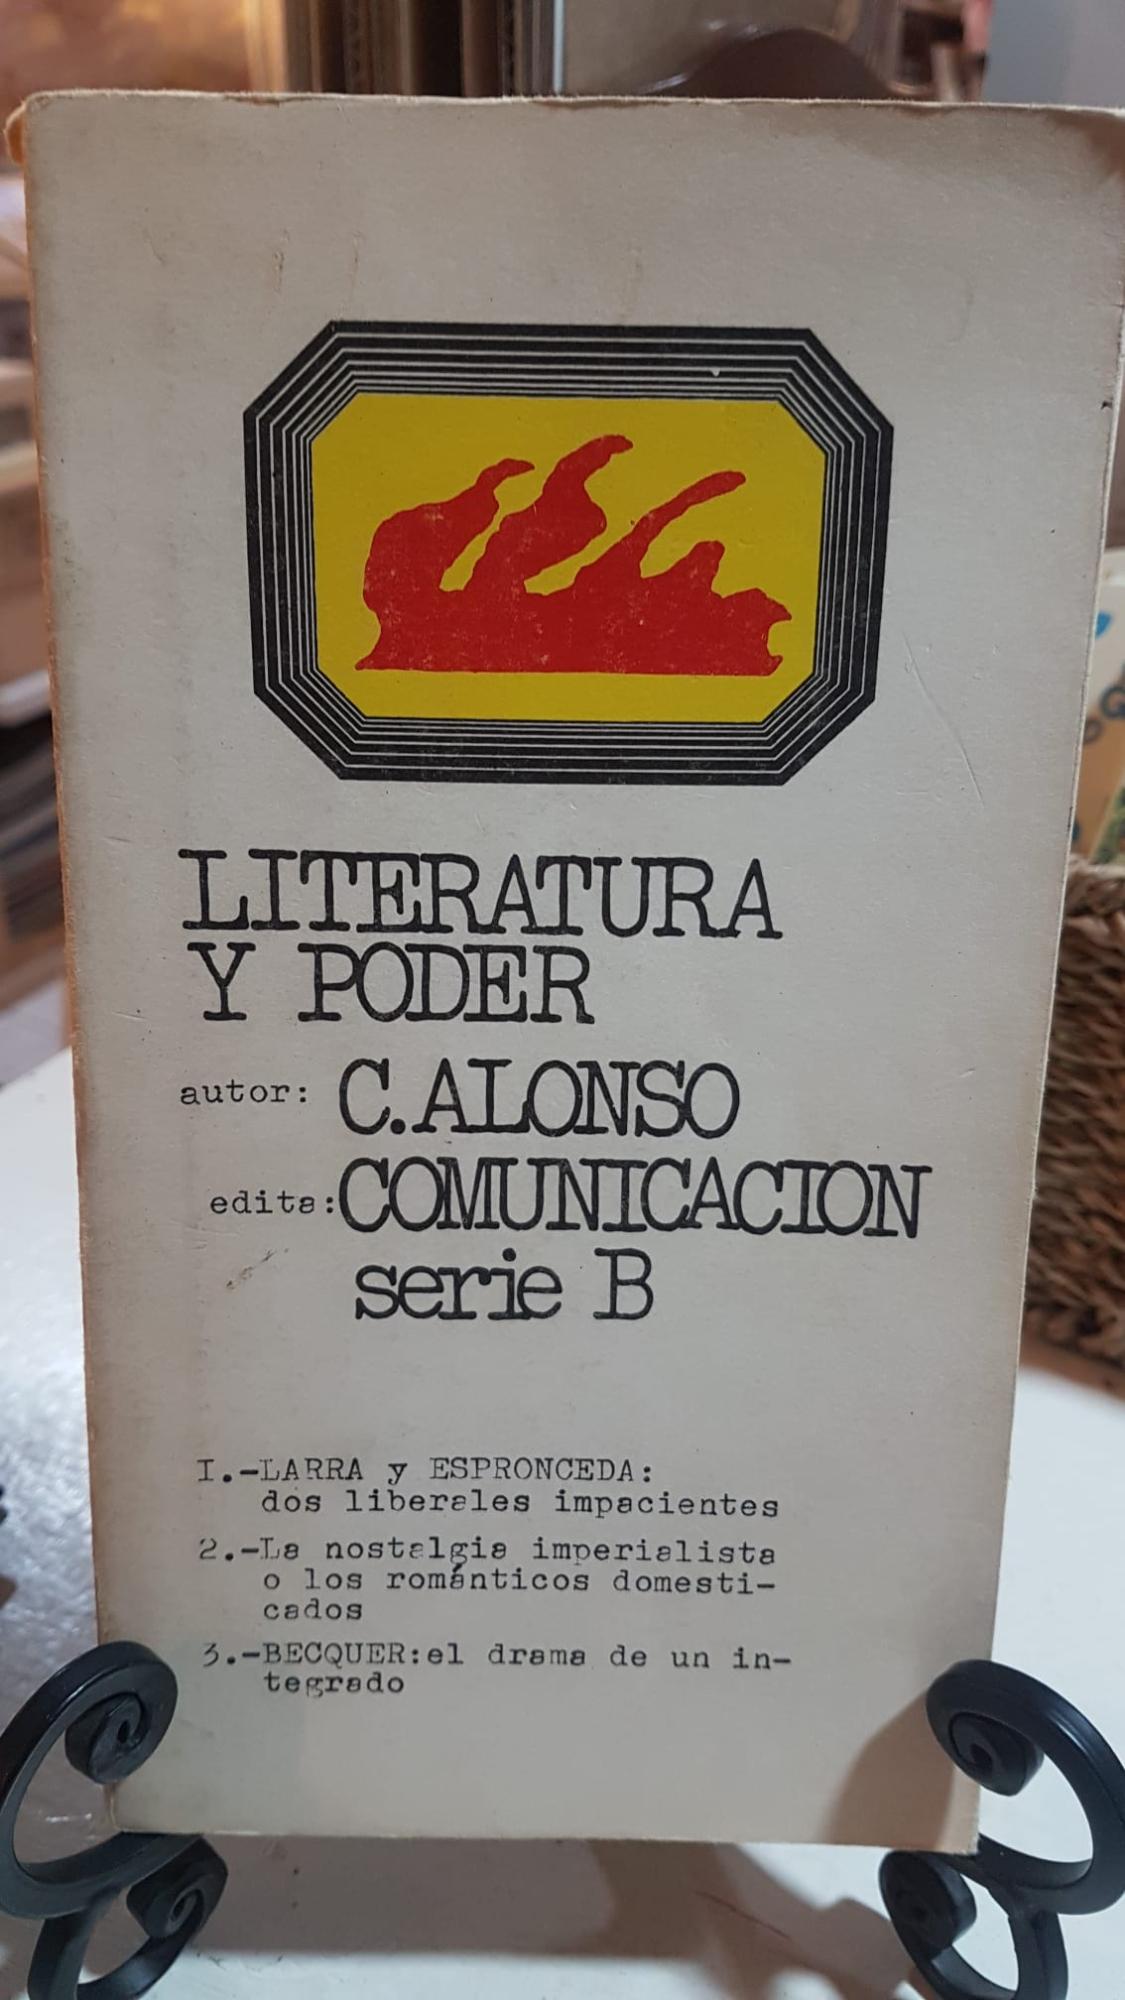 LITERATURA
Y PODER
autor: C.ALONSO
edita: COMUNICACION
serie B
1.-LARRA y ESPRONCEDA:
dos liberales impacientes
2.-La nostalgia imperialista
o los románticos domesti-
cados
3.-BECQUER:el drama de un in-
tegrado